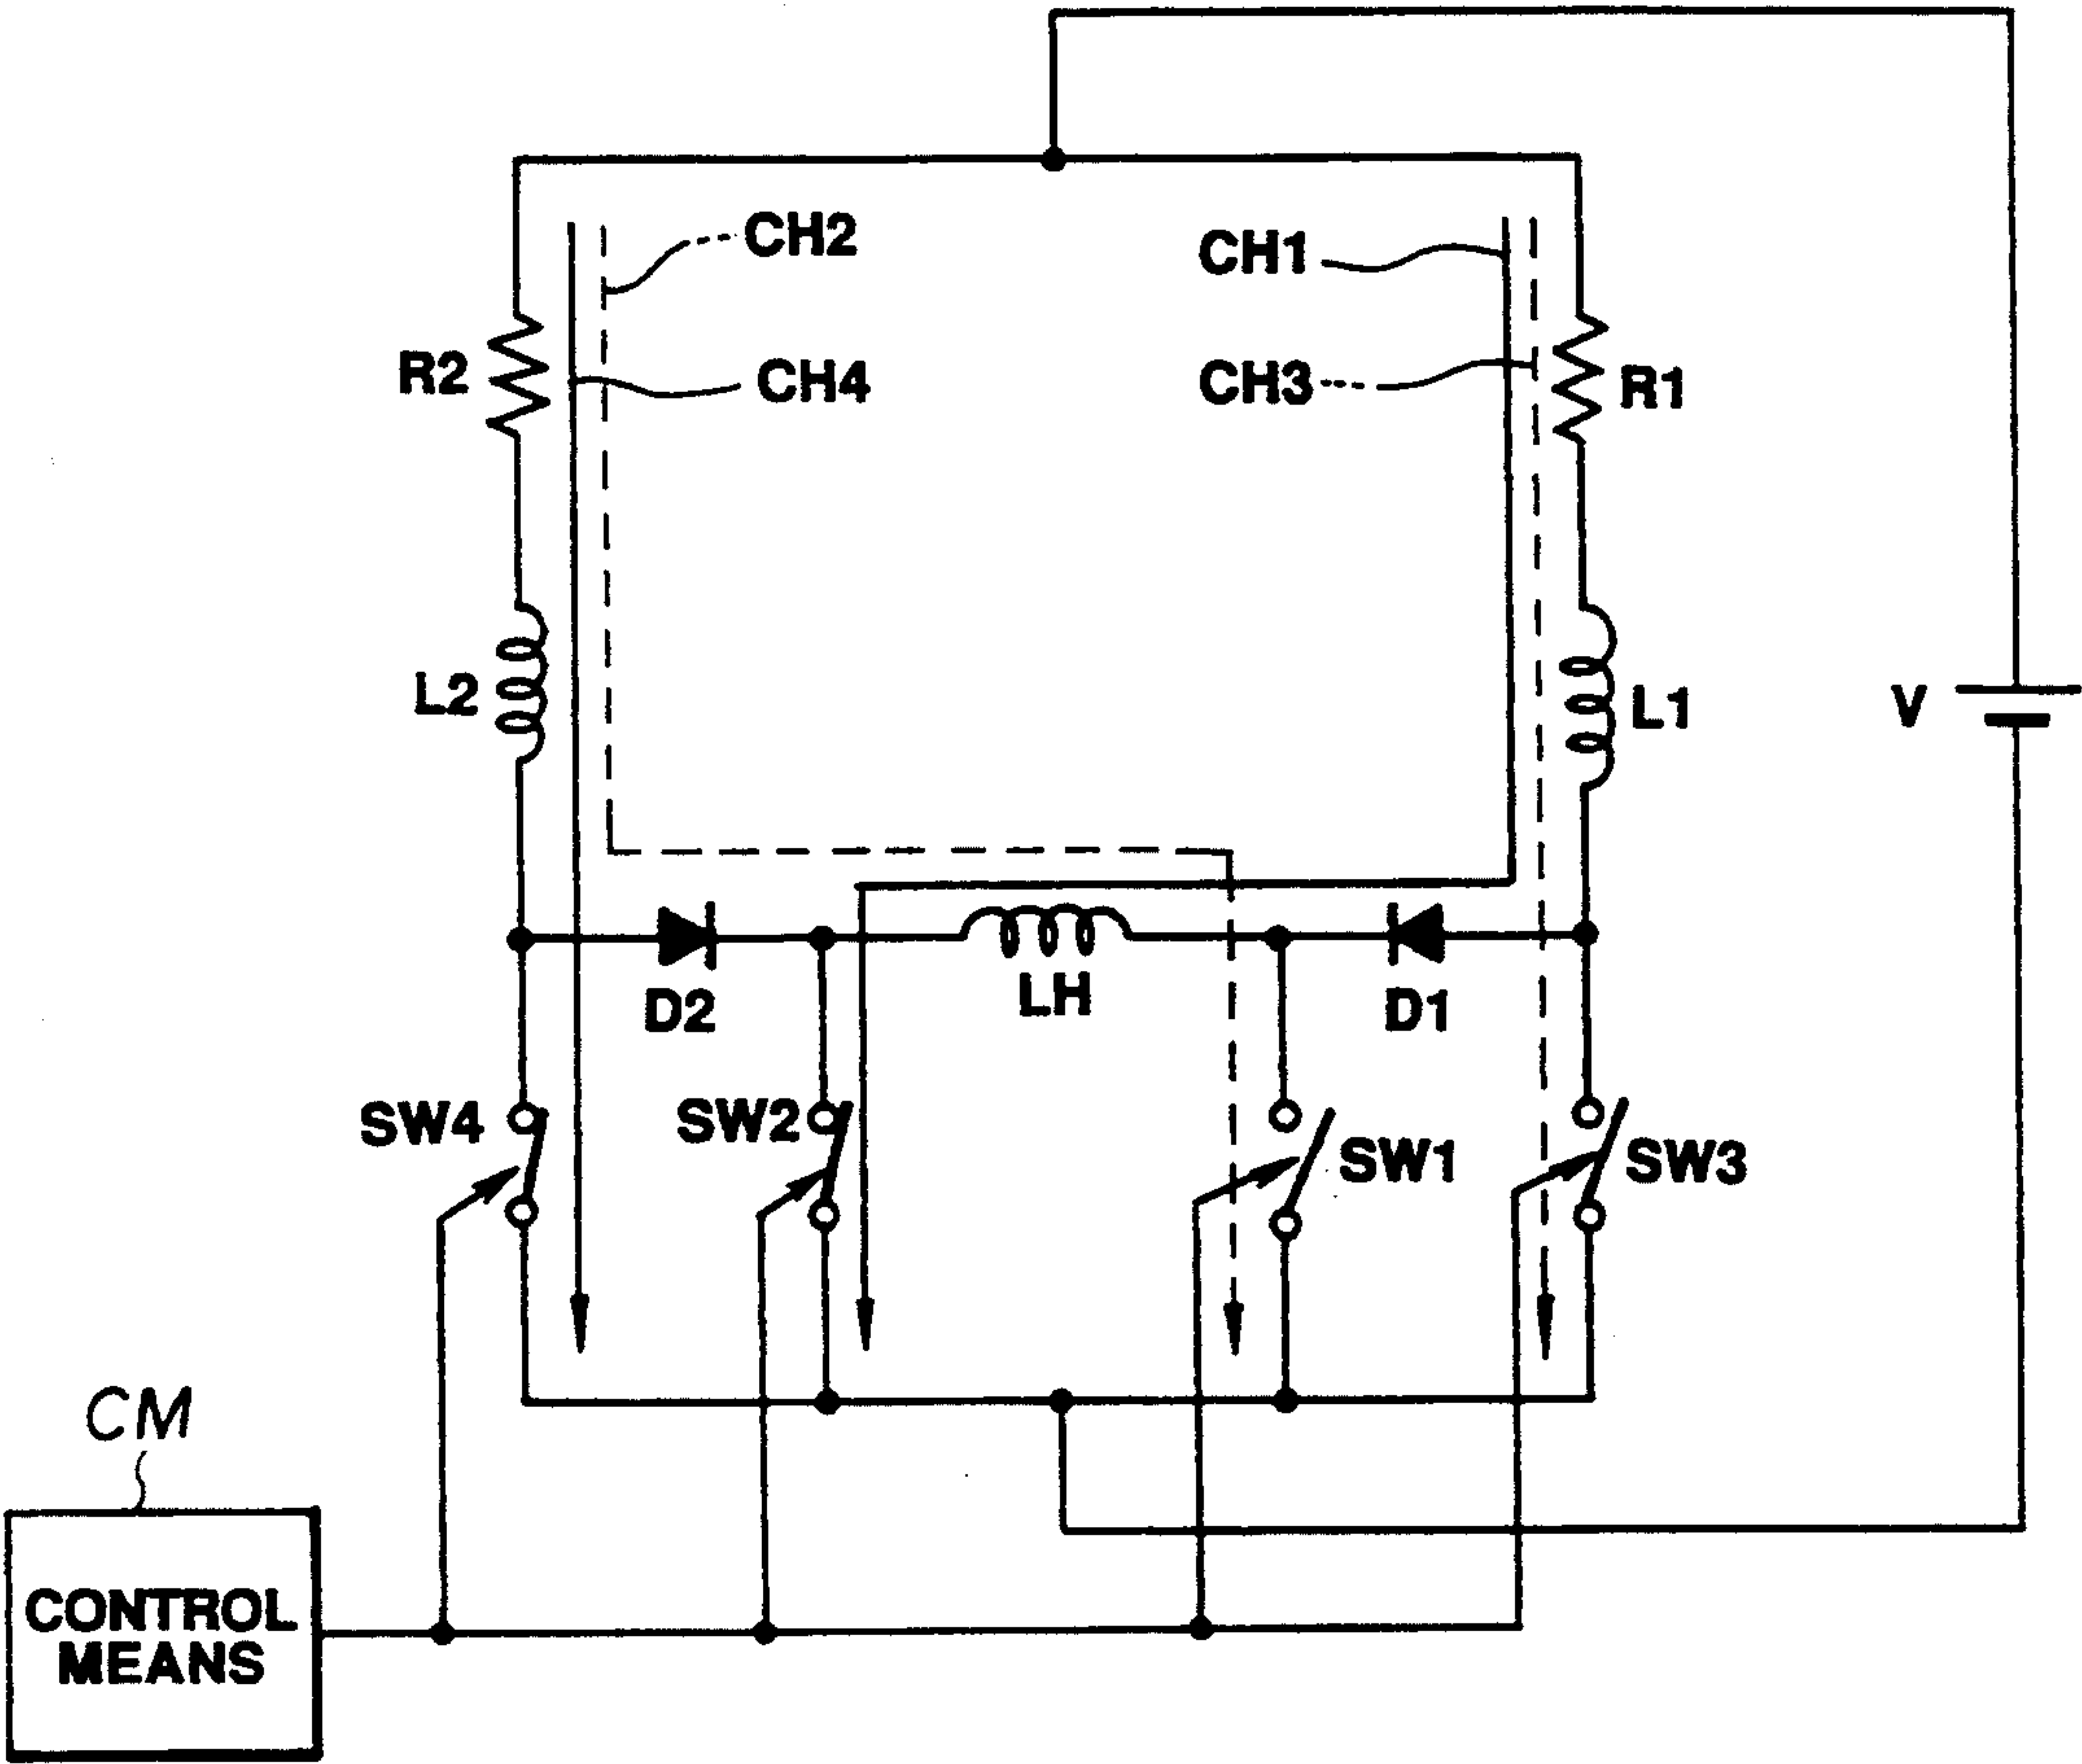 CH2
CH1
R2
CH4
CH3
R1
L2
L1
V
D2
LH
D1
SW4
SW2
SW1
SW3
CM
CONTROL
MEANS